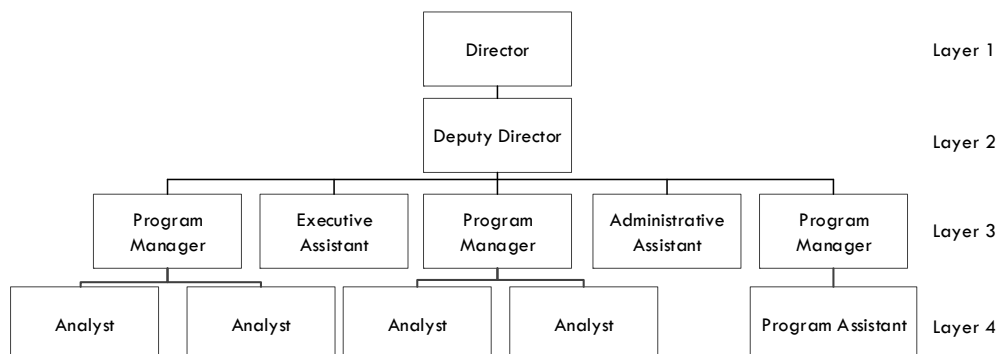 Director
Layer 1
Deputy Director
Layer 2
Program
Manager
Executive
Assistant
Program
Manager
Administrative
Assistant
Program
Manager
Layer 3
Analyst
Analyst
Analyst
Analyst
Program Assistant
Layer 4